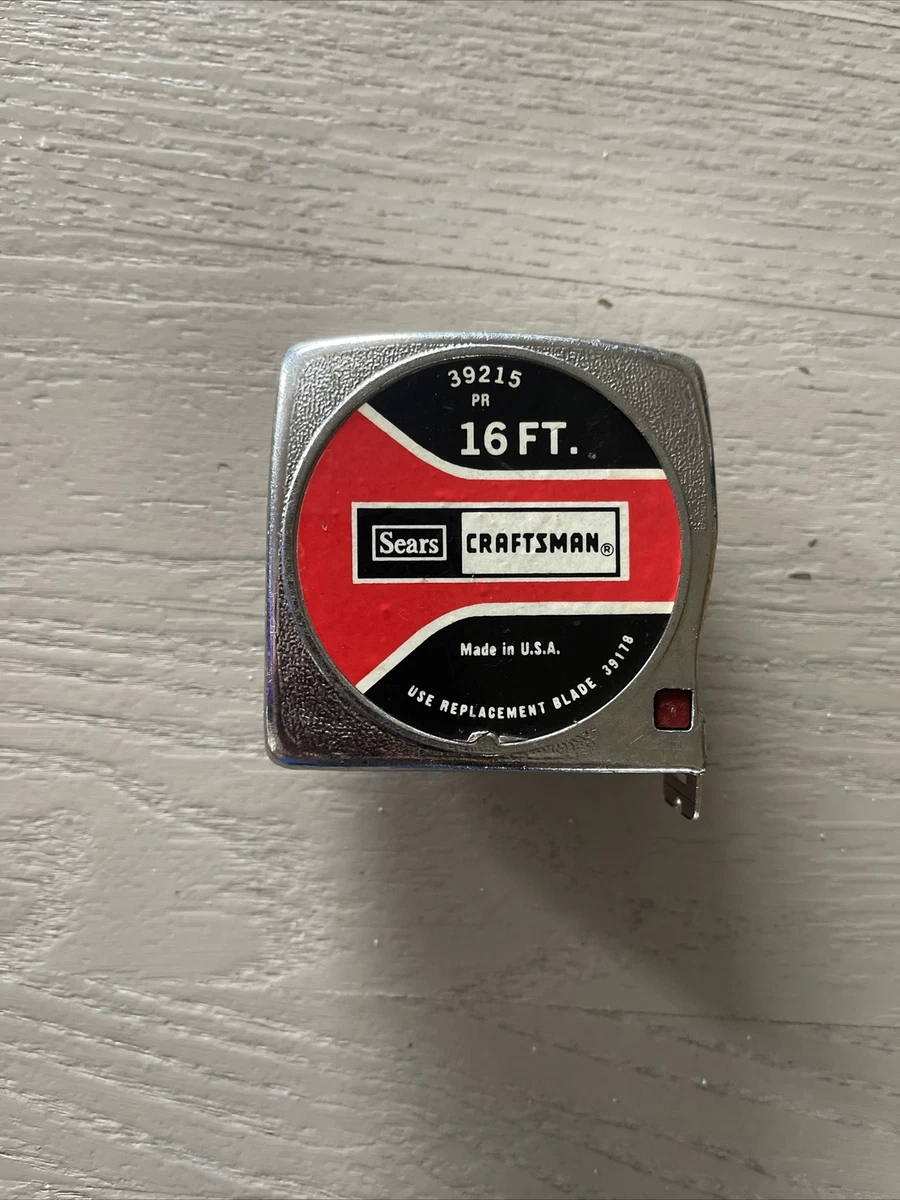 39215
PR
16 FT.
Sears CRAFTSMAN®
Made in U.S.A.
USE REPLACEMENT BLADE 39178